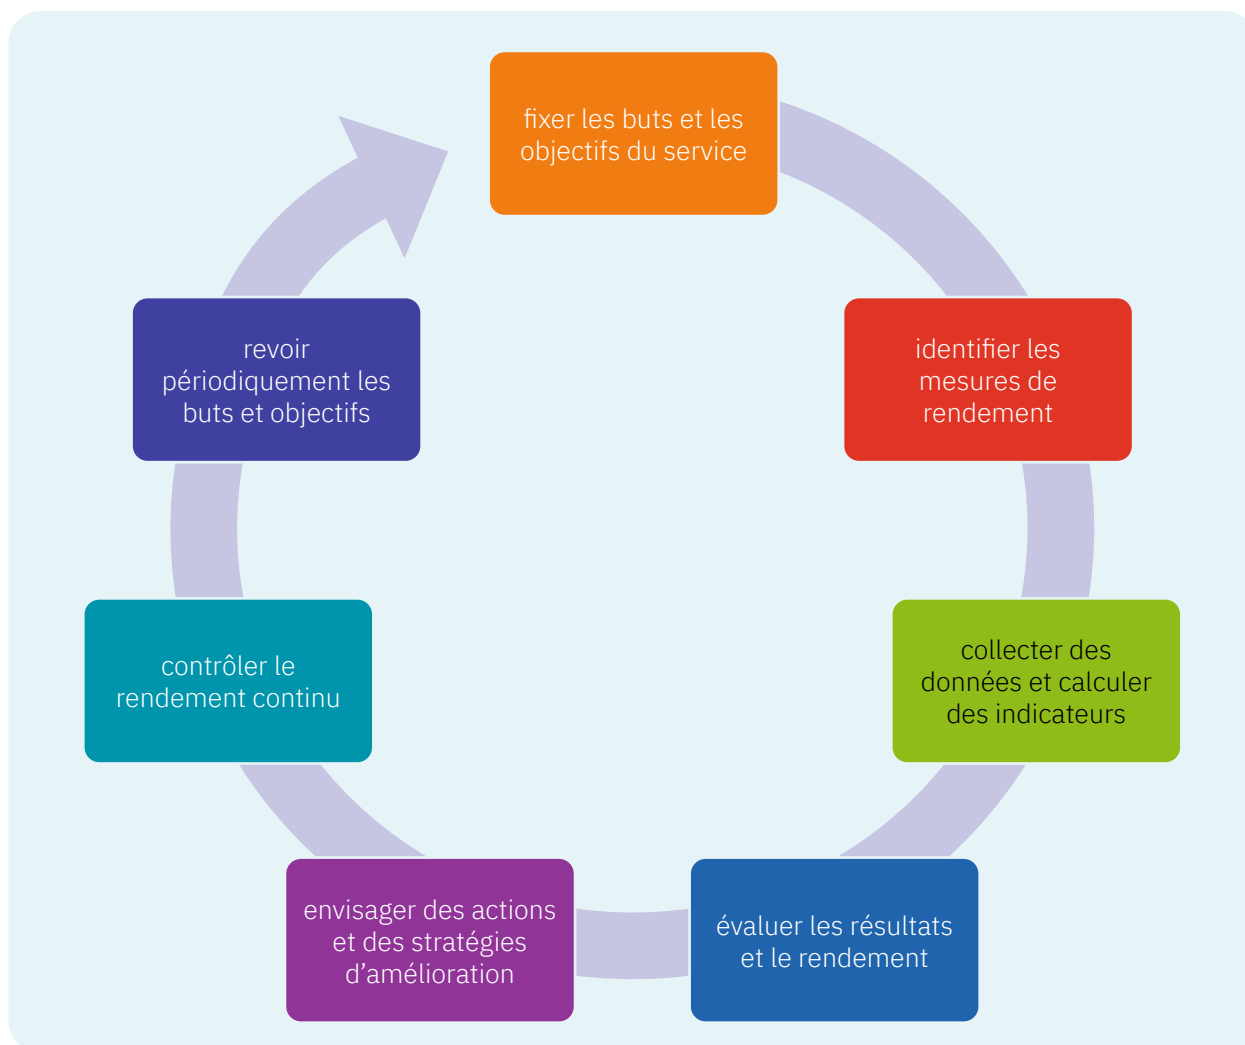 fixer les buts et les
objectifs du service
identifier les
mesures de
rendement
collecter des
données et calculer
des indicateurs
évaluer les résultats
et le rendement
envisager des actions
et des stratégies
d’amélioration
contrôler le
rendement continu
revoir
périodiquement les
buts et objectifs